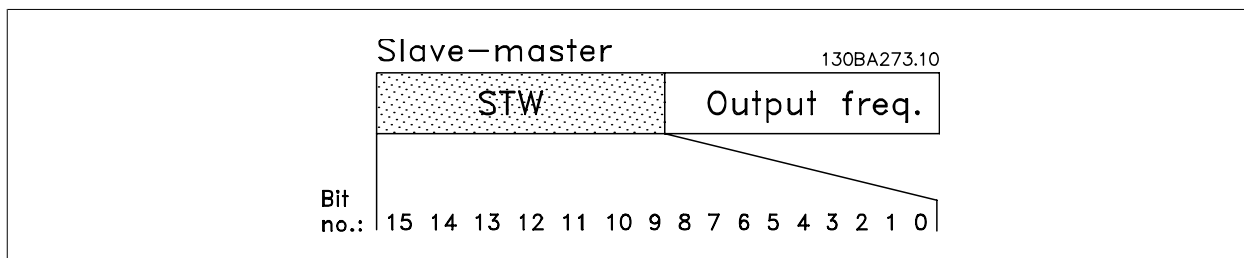 Slave-master 130BA273.10
STW Output freq.
Bit
no.: 15 14 13 12 11 10 9 8 7 6 5 4 3 2 1 0